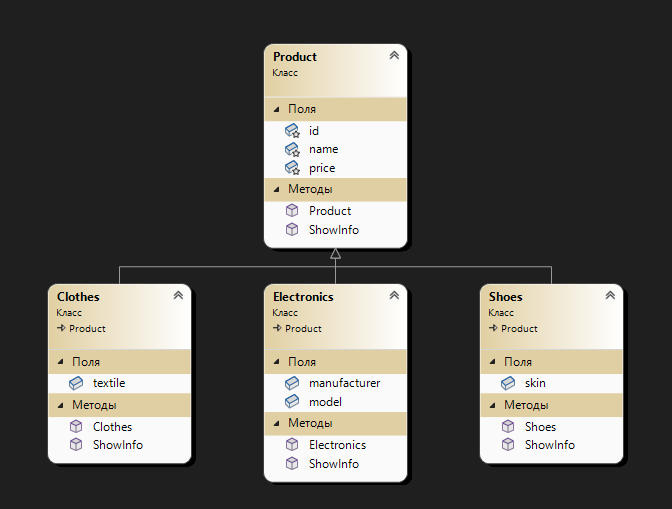 Product
Класс
Поля
id
name
price
Методы
Product
ShowInfo
Clothes
Класс
Product
Поля
textile
Методы
Clothes
ShowInfo
Electronics
Класс
Product
Поля
manufacturer
model
Методы
Electronics
ShowInfo
Shoes
Класс
Product
Поля
skin
Методы
Shoes
ShowInfo